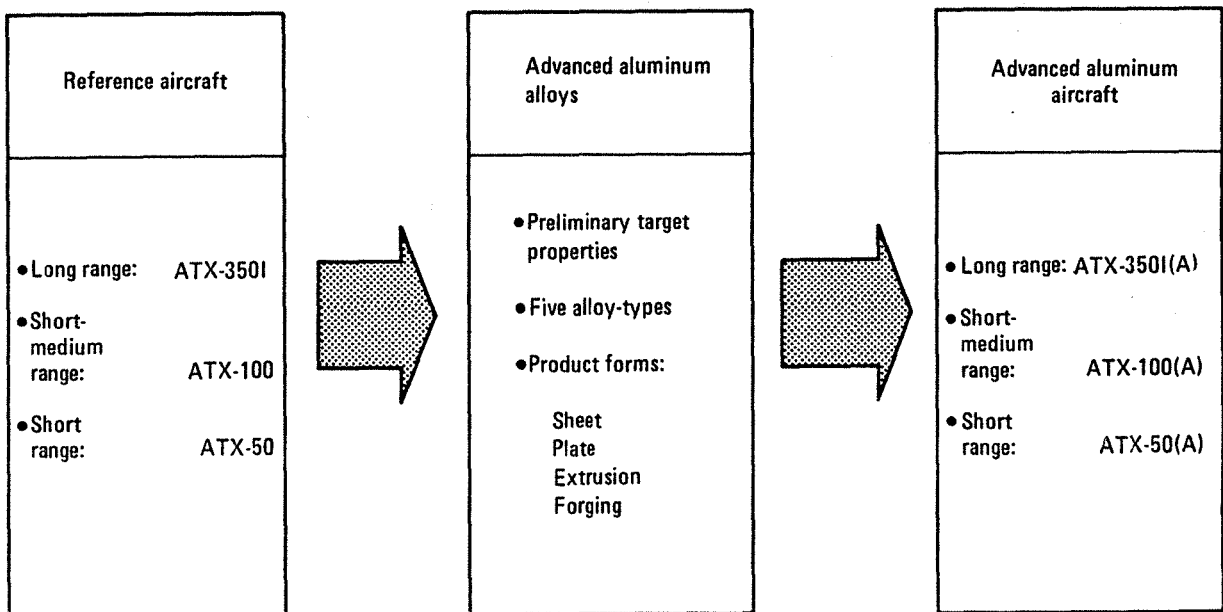 Reference aircraft
• Long range: ATX-350I
• Short-
medium
range: ATX-100
• Short
range: ATX-50
Advanced aluminum
alloys
• Preliminary target
properties
• Five alloy-types
• Product forms:
Sheet
Plate
Extrusion
Forging
Advanced aluminum
aircraft
• Long range: ATX-350I(A)
• Short-
medium
range: ATX-100(A)
• Short
range: ATX-50(A)